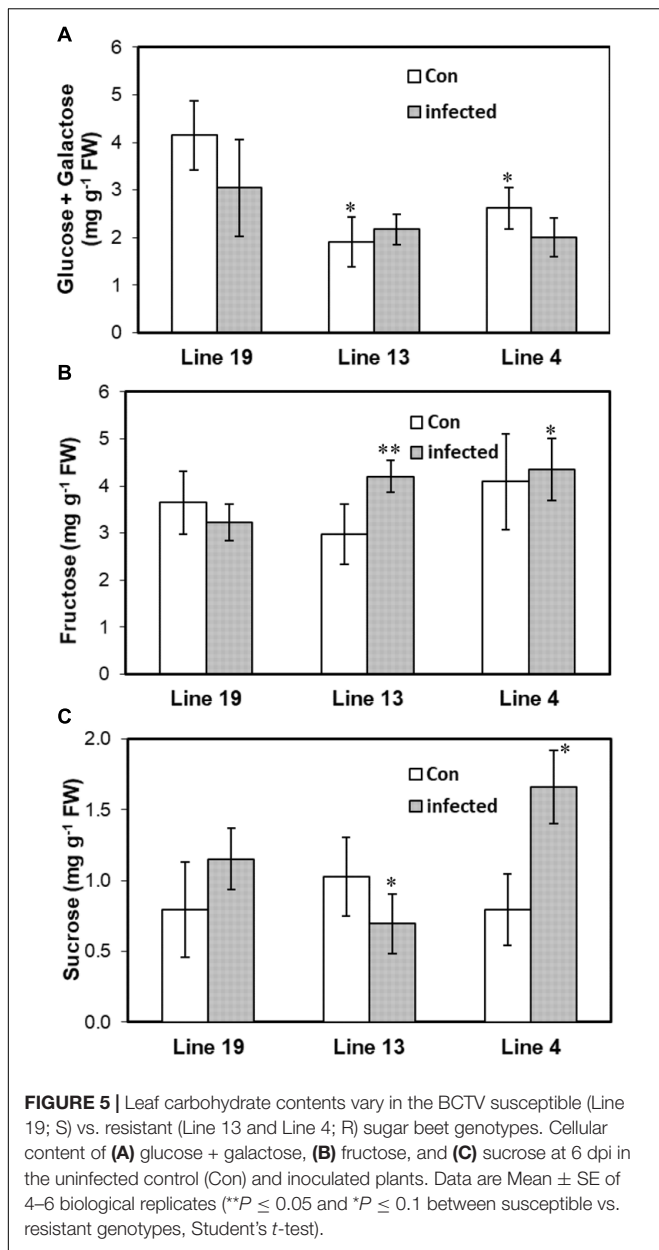 A
Glucose + Galactose
(mg g⁻¹ FW)
6
5
4
3
2
1
0
Con
infected
*
*
Line 19
Line 13
Line 4
B
Fructose (mg g⁻¹ FW)
6
5
4
3
2
1
0
Con
infected
**
*
Line 19
Line 13
Line 4
C
Sucrose (mg g⁻¹ FW)
2.0
1.5
1.0
0.5
0.0
Con
infected
*
*
Line 19
Line 13
Line 4
FIGURE 5 | Leaf carbohydrate contents vary in the BCTV susceptible (Line
19; S) vs. resistant (Line 13 and Line 4; R) sugar beet genotypes. Cellular
content of (A) glucose + galactose, (B) fructose, and (C) sucrose at 6 dpi in
the uninfected control (Con) and inoculated plants. Data are Mean ± SE of
4–6 biological replicates (**P ≤ 0.05 and *P ≤ 0.1 between susceptible vs.
resistant genotypes, Student's t-test).